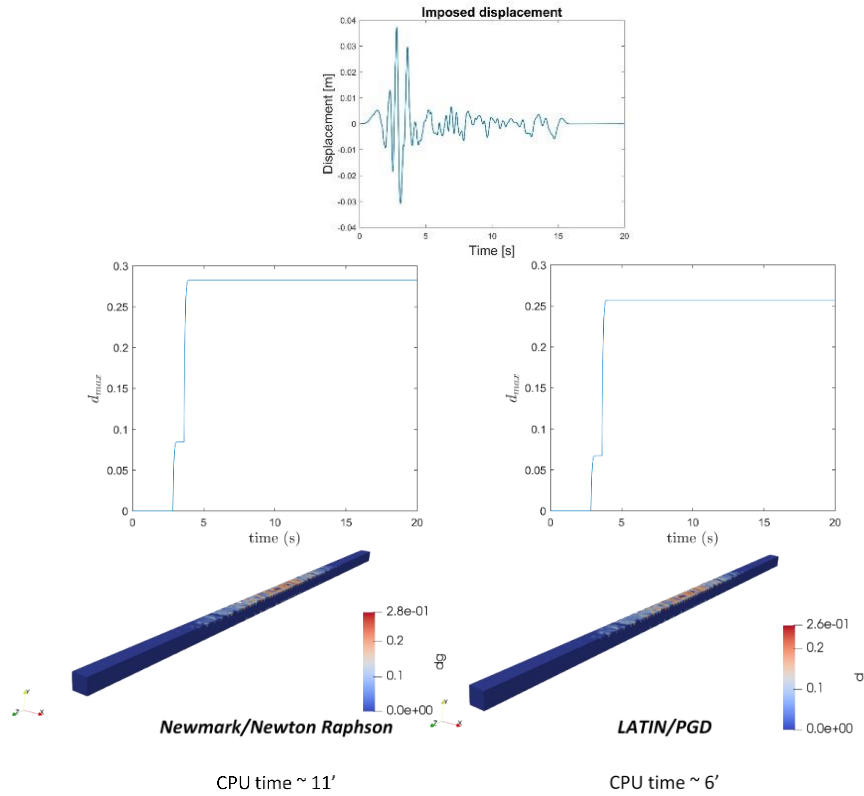 Imposed displacement
0.04
0.03
0.02
0.01
0
-0.01
-0.02
-0.03
-0.04
Displacement [m]
0 5 10 15 20
Time [s]
0.3
0.25
0.2
0.15
0.1
0.05
0
d_max
0 5 10 15 20
time (s)
0.3
0.25
0.2
0.15
0.1
0.05
0
d_max
0 5 10 15 20
time (s)
2.8e-01
0.2
0.1
0.0e+00
dg
Y
Z X
2.6e-01
0.2
0.1
0.0e+00
d
Y
Z X
Newmark/Newton Raphson
LATIN/PGD
CPU time ~ 11’
CPU time ~ 6’